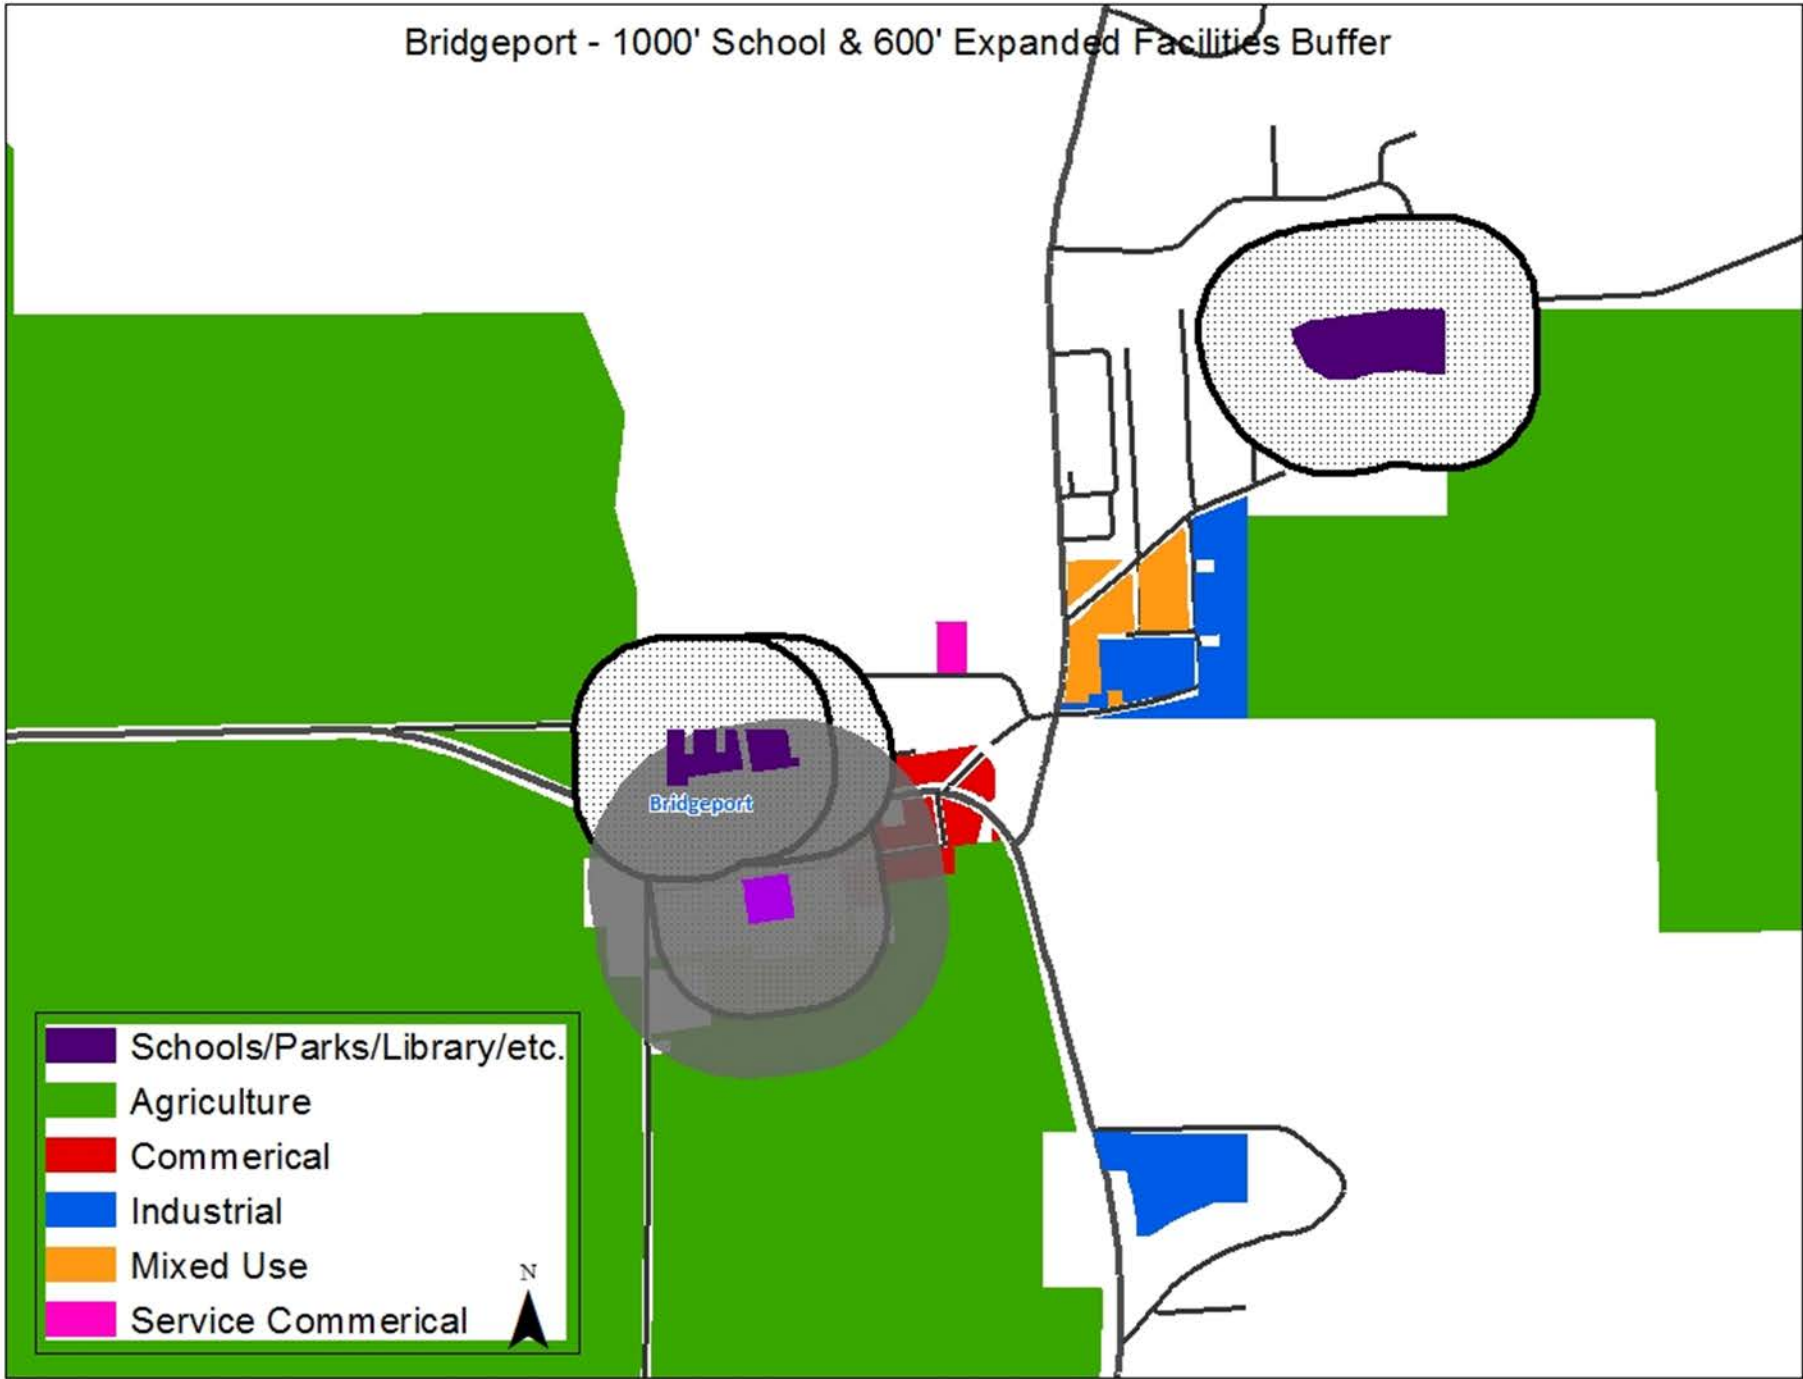 Bridgeport - 1000' School & 600' Expanded Facilities Buffer
Bridgeport
Schools/Parks/Library/etc.
Agriculture
Commerical
Industrial
Mixed Use
Service Commerical
N